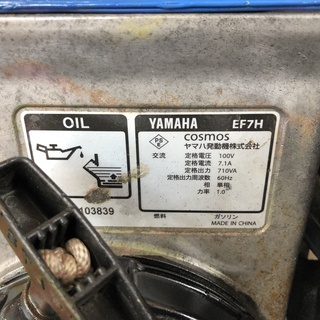 OIL
103839
YAMAHA EF7H
PS
E
cosmos
ヤマハ発動機株式会社
交流 定格電圧 100V
定格電流 7.1A
定格出力 710VA
定格出力周波数 60Hz
相 単相
力率 1.0
燃料 ガソリン
MADE IN CHINA